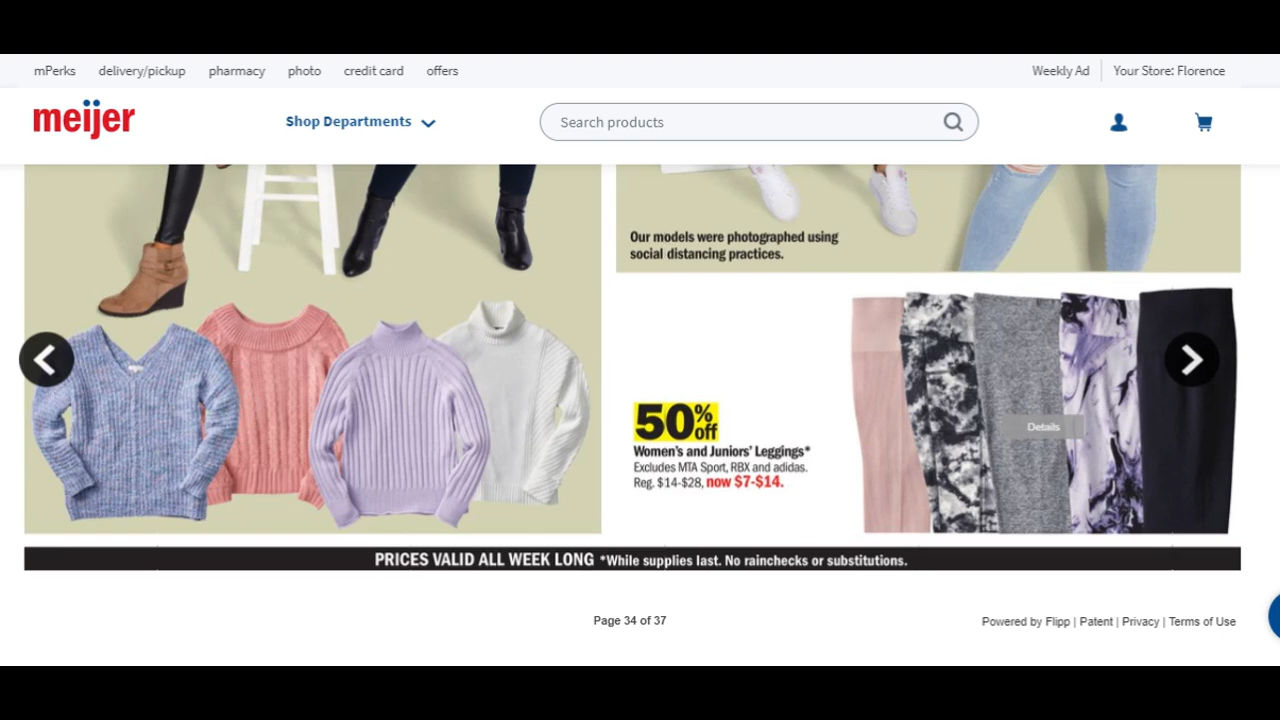 mPerks delivery/pickup pharmacy photo credit card offers Weekly Ad Your Store: Florence
meijer Shop Departments Search products
Our models were photographed using
social distancing practices.
50% off
Women's and Juniors' Leggings*
Excludes MTA Sport, RBX and adidas.
Reg. $14-$28, now $7-$14.
Details
PRICES VALID ALL WEEK LONG *While supplies last. No rainchecks or substitutions.
Page 34 of 37
Powered by Flipp | Patent | Privacy | Terms of Use